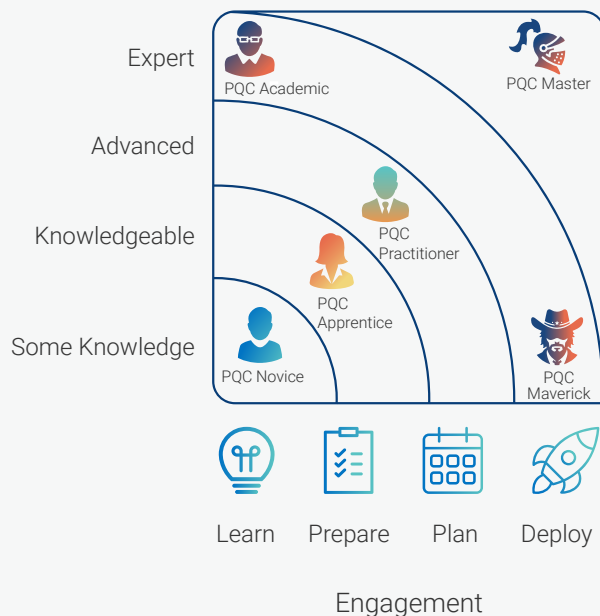 Expert
PQC Academic
PQC Master
Advanced
PQC
Practitioner
Knowledgeable
PQC
Apprentice
Some Knowledge
PQC Novice
PQC
Maverick
Learn
Prepare
Plan
Deploy
Engagement